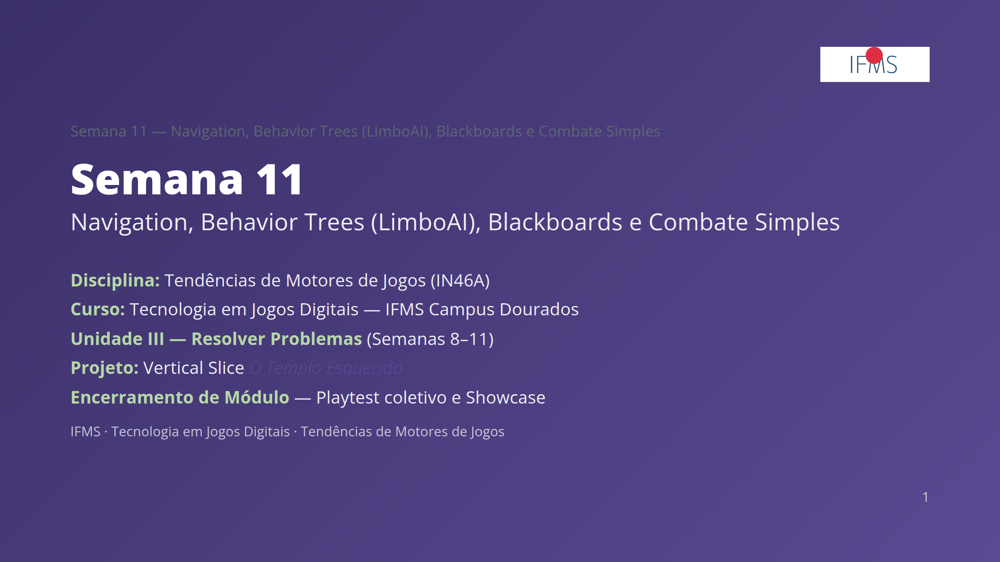 IFMS
Semana 11 — Navigation, Behavior Trees (LimboAI), Blackboards e Combate Simples
Semana 11
Navigation, Behavior Trees (LimboAI), Blackboards e Combate Simples
Disciplina: Tendências de Motores de Jogos (IN46A)
Curso: Tecnologia em Jogos Digitais — IFMS Campus Dourados
Unidade III — Resolver Problemas (Semanas 8–11)
Projeto: Vertical Slice O Templo Esquecido
Encerramento de Módulo — Playtest coletivo e Showcase
IFMS · Tecnologia em Jogos Digitais · Tendências de Motores de Jogos
1